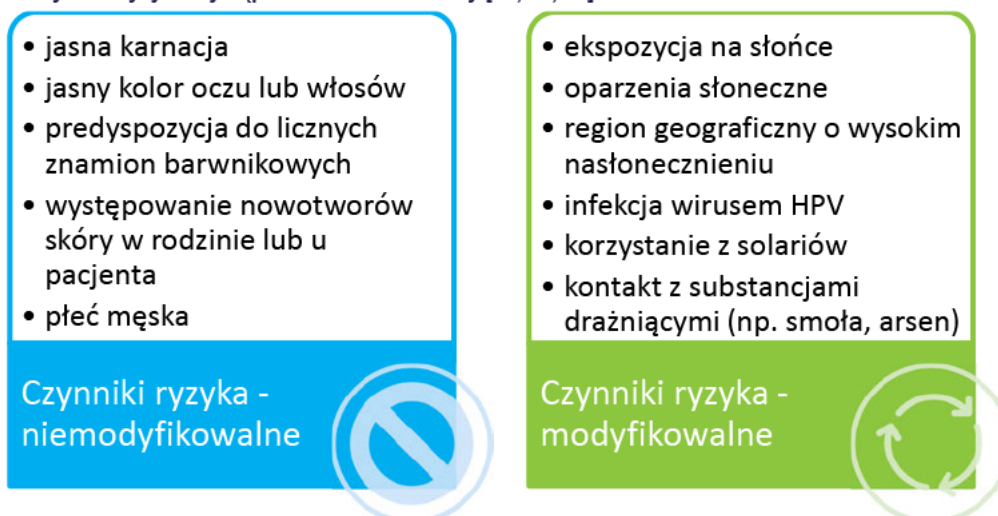 • jasna karnacja
• jasny kolor oczu lub włosów
• predyspozycja do licznych
znamion barwnikowych
• występowanie nowotworów
skóry w rodzinie lub u
pacjenta
• płeć męska
Czynniki ryzyka -
niemodyfikowalne
• ekspozycja na słońce
• oparzenia słoneczne
• region geograficzny o wysokim
nasłonecznieniu
• infekcja wirusem HPV
• korzystanie z solariów
• kontakt z substancjami
drażniącymi (np. smoła, arsen)
Czynniki ryzyka -
modyfikowalne